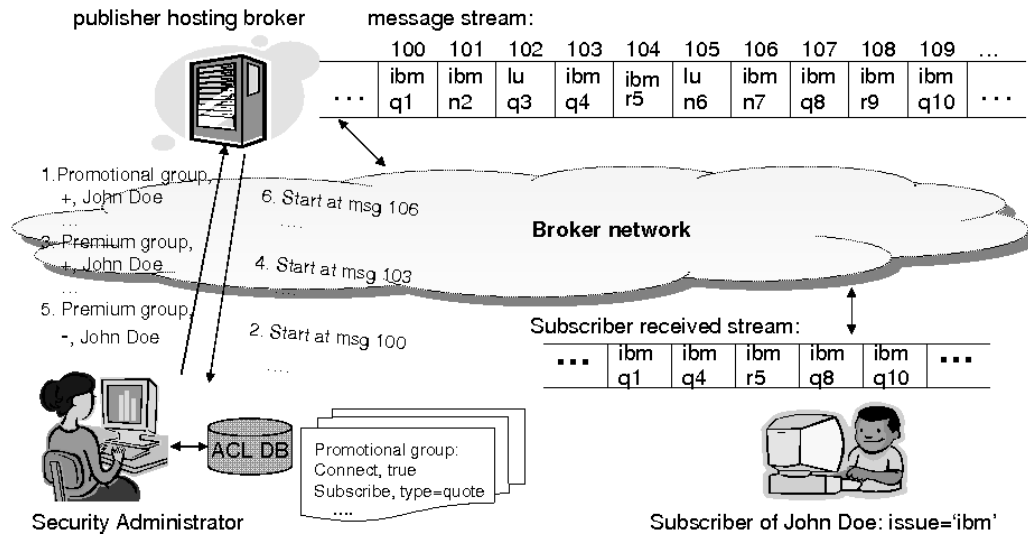 publisher hosting broker
message stream:
100 101 102 103 104 105 106 107 108 109 ...
... ibm ibm lu ibm ibm lu ibm ibm ibm ibm ...
q1 n2 q3 q4 r5 n6 n7 q8 r9 q10
1.Promotional group,
+, John Doe
...
3. Premium group,
+, John Doe
...
5. Premium group,
-, John Doe
6. Start at msg 106
....
4. Start at msg 103
....
2. Start at msg 100
....
Broker network
Subscriber received stream:
... ibm ibm ibm ibm ibm ...
q1 q4 r5 q8 q10
ACL DB
Promotional group:
Connect, true
Subscribe, type=quote
....
Security Administrator
Subscriber of John Doe: issue=‘ibm’